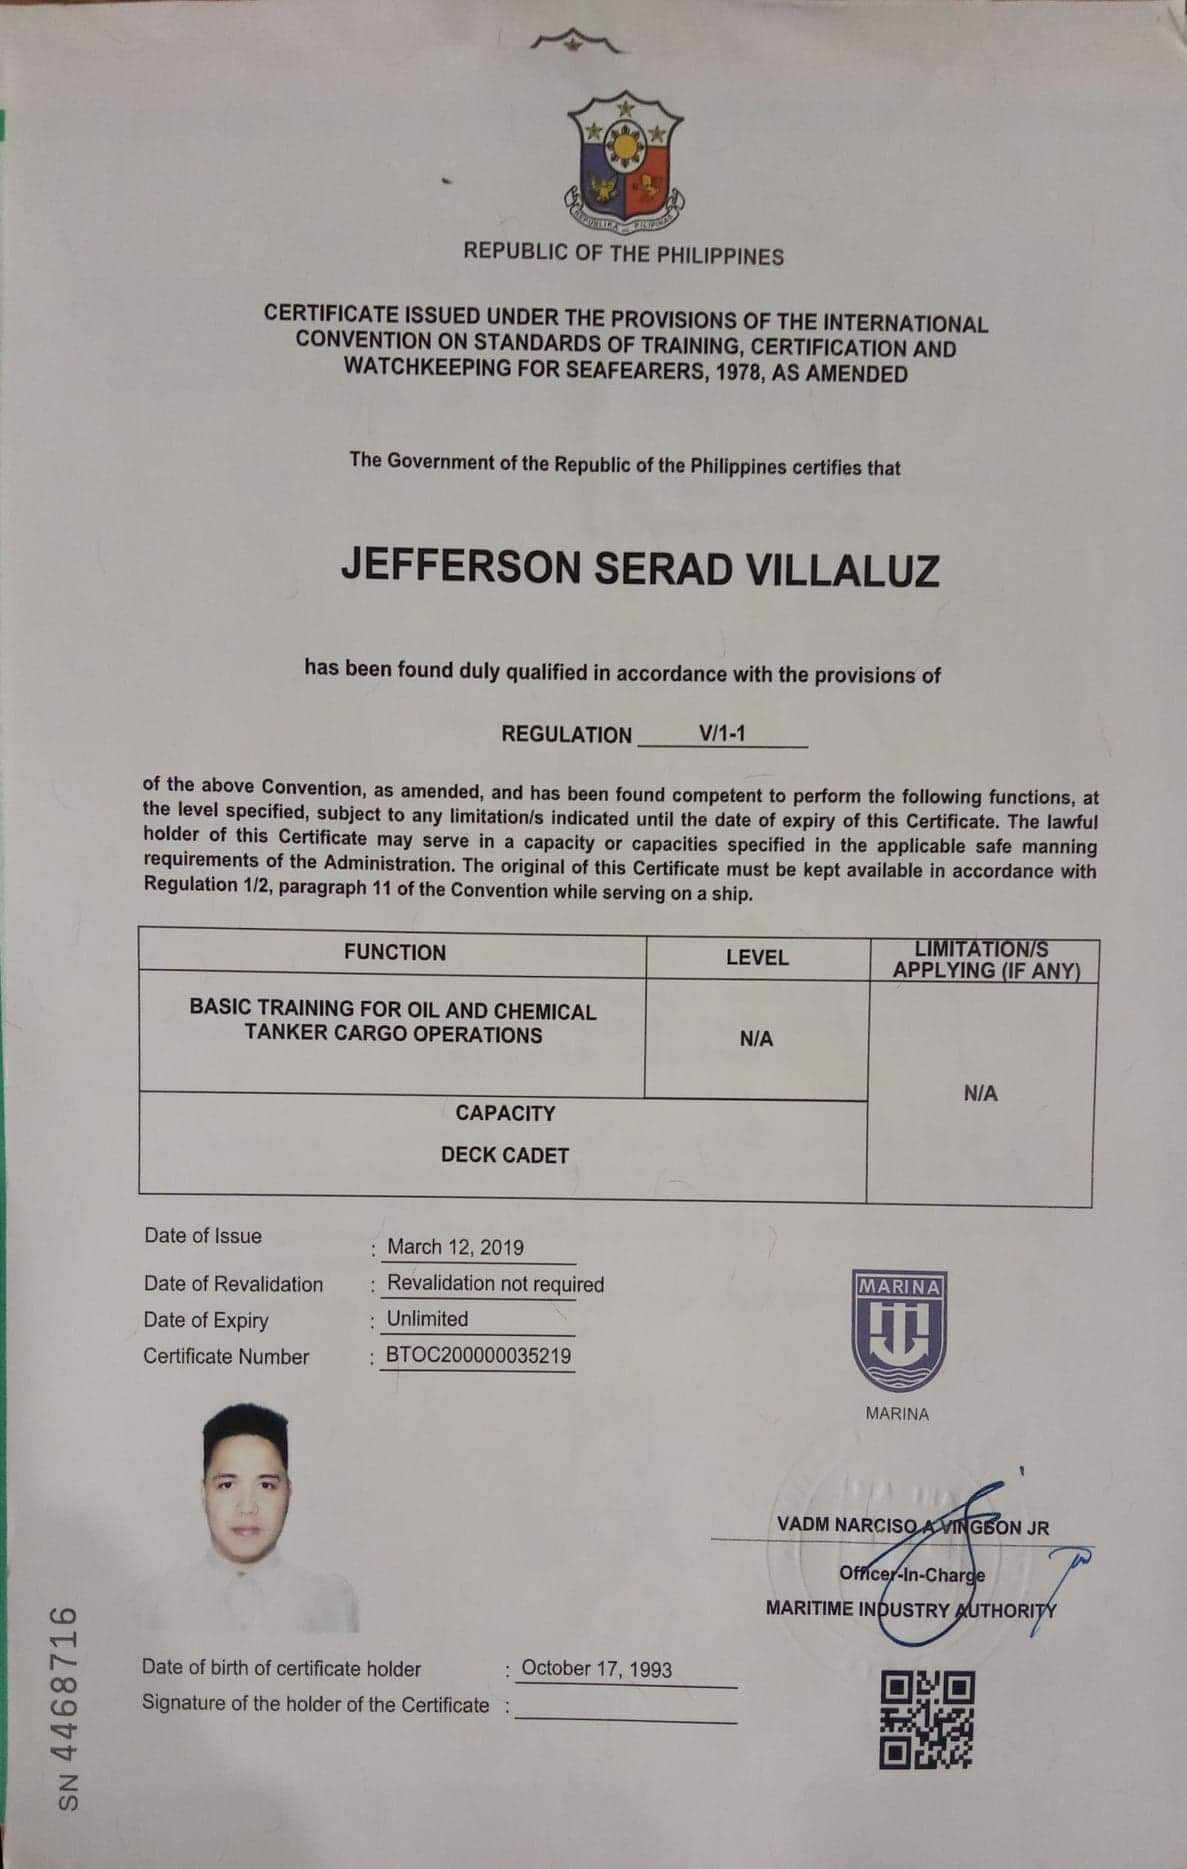 REPUBLIKA NG PILIPINAS
REPUBLIC OF THE PHILIPPINES
CERTIFICATE ISSUED UNDER THE PROVISIONS OF THE INTERNATIONAL
CONVENTION ON STANDARDS OF TRAINING, CERTIFICATION AND
WATCHKEEPING FOR SEAFEARERS, 1978, AS AMENDED
The Government of the Republic of the Philippines certifies that
JEFFERSON SERAD VILLALUZ
has been found duly qualified in accordance with the provisions of
REGULATION V/1-1
of the above Convention, as amended, and has been found competent to perform the following functions, at
the level specified, subject to any limitation/s indicated until the date of expiry of this Certificate. The lawful
holder of this Certificate may serve in a capacity or capacities specified in the applicable safe manning
requirements of the Administration. The original of this Certificate must be kept available in accordance with
Regulation 1/2, paragraph 11 of the Convention while serving on a ship.
FUNCTION LEVEL LIMITATION/S
APPLYING (IF ANY)
BASIC TRAINING FOR OIL AND CHEMICAL
TANKER CARGO OPERATIONS
N/A
N/A
CAPACITY
DECK CADET
Date of Issue : March 12, 2019
Date of Revalidation : Revalidation not required
Date of Expiry : Unlimited
Certificate Number : BTOC200000035219
MARINA
MARINA
VADM NARCISO A VINGSON JR
Officer-In-Charge
MARITIME INDUSTRY AUTHORITY
Date of birth of certificate holder : October 17, 1993
Signature of the holder of the Certificate :
SN 4468716